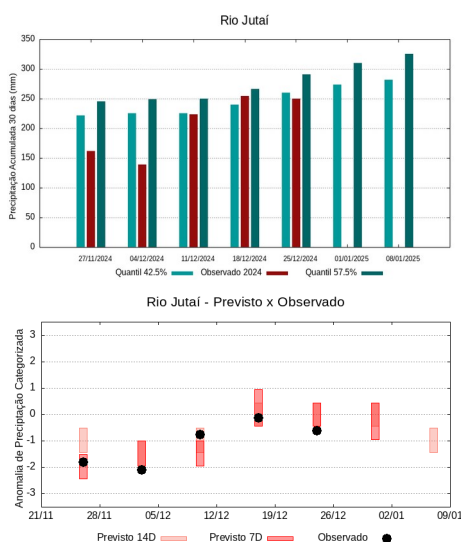 Rio Jutaí
Precipitação Acumulada 30 dias (mm)
350
300
250
200
150
100
50
0
27/11/2024 04/12/2024 11/12/2024 18/12/2024 25/12/2024 01/01/2025 08/01/2025
Quantil 42.5% Observado 2024 Quantil 57.5%
Rio Jutaí - Previsto x Observado
Anomalia de Precipitação Categorizada
3
2
1
0
-1
-2
-3
21/11 28/11 05/12 12/12 19/12 26/12 02/01 09/01
Previsto 14D Previsto 7D Observado